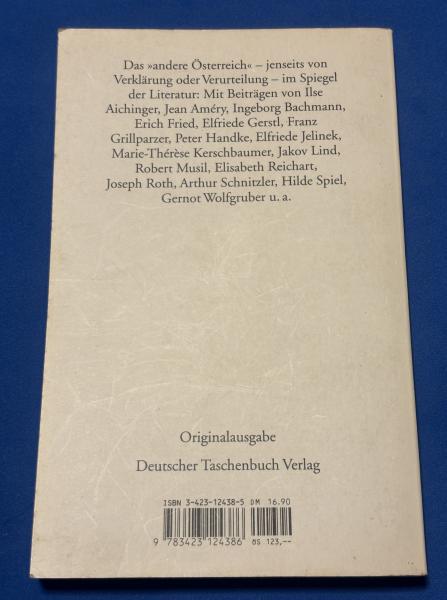 Das »andere Österreich« – jenseits von
Verklärung oder Verurteilung – im Spiegel
der Literatur: Mit Beiträgen von Ilse
Aichinger, Jean Améry, Ingeborg Bachmann,
Erich Fried, Elfriede Gerstl, Franz
Grillparzer, Peter Handke, Elfriede Jelinek,
Marie-Thérèse Kerschbaumer, Jakov Lind,
Robert Musil, Elisabeth Reichart,
Joseph Roth, Arthur Schnitzler, Hilde Spiel,
Gernot Wolfgruber u. a.
Originalausgabe
Deutscher Taschenbuch Verlag
ISBN 3-423-12438-5 DM 16.90
9 783423 124386 öS 123,--